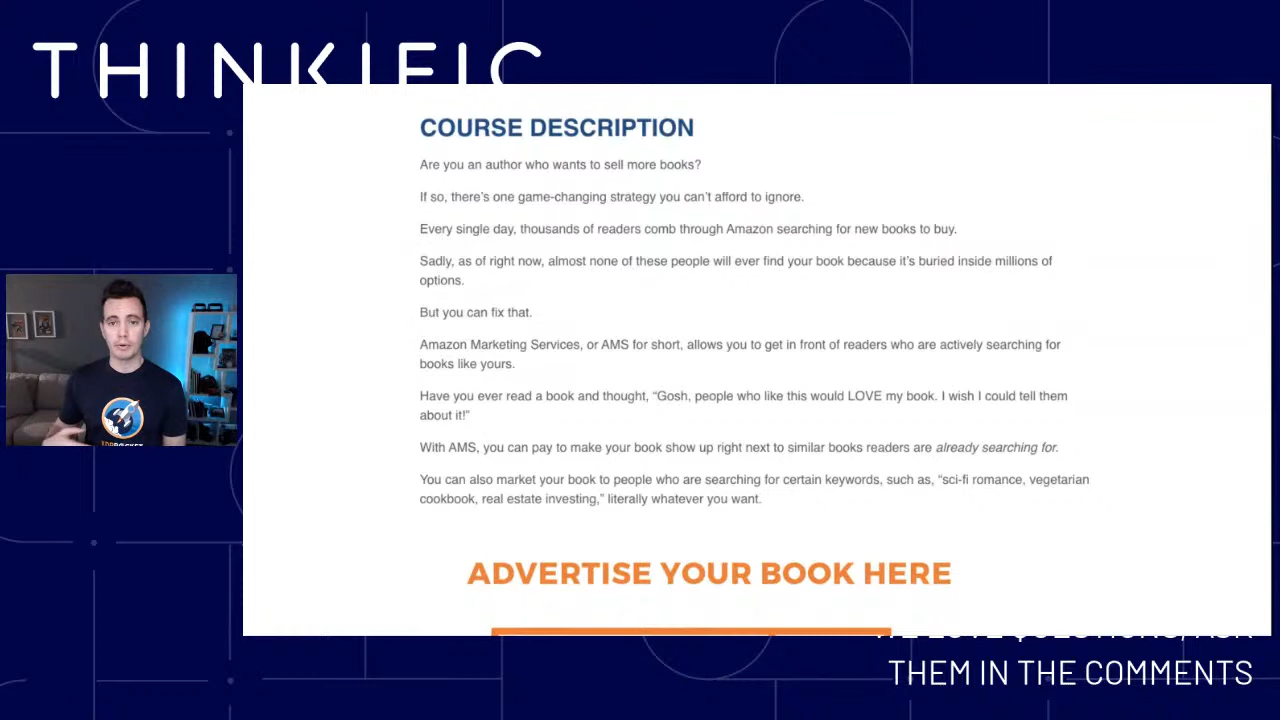 THINKIFIC
COURSE DESCRIPTION
Are you an author who wants to sell more books?
If so, there's one game-changing strategy you can't afford to ignore.
Every single day, thousands of readers comb through Amazon searching for new books to buy.
Sadly, as of right now, almost none of these people will ever find your book because it's buried inside millions of
options.
But you can fix that.
Amazon Marketing Services, or AMS for short, allows you to get in front of readers who are actively searching for
books like yours.
Have you ever read a book and thought, “Gosh, people who like this would LOVE my book. I wish I could tell them
about it!”
With AMS, you can pay to make your book show up right next to similar books readers are already searching for.
You can also market your book to people who are searching for certain keywords, such as, “sci-fi romance, vegetarian
cookbook, real estate investing,” literally whatever you want.
ADVERTISE YOUR BOOK HERE
THEM IN THE COMMENTS